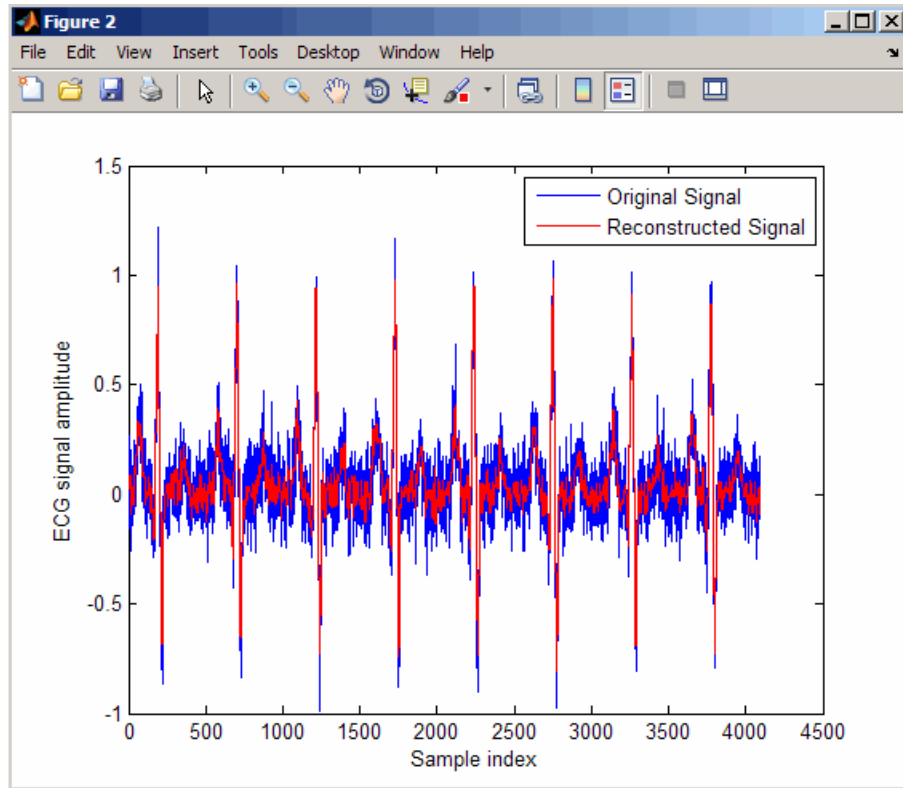 Figure 2
File Edit View Insert Tools Desktop Window Help
Original Signal
Reconstructed Signal
ECG signal amplitude
1.5
1
0.5
0
-0.5
-1
0 500 1000 1500 2000 2500 3000 3500 4000 4500
Sample index